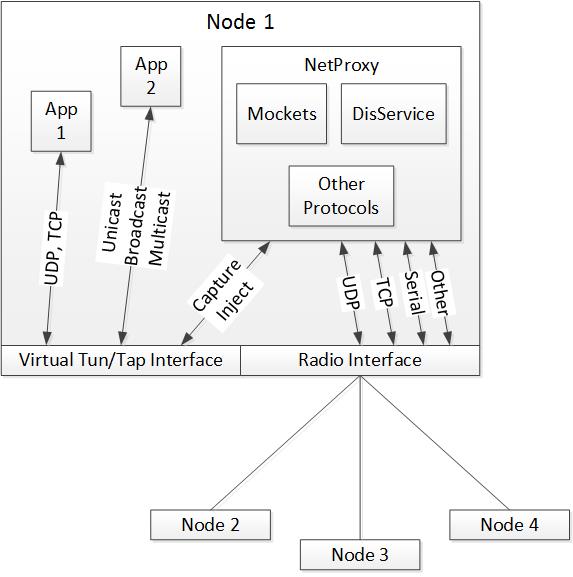 Node 1
NetProxy
App
2
App
1
Mockets
DisService
Other
Protocols
UDP, TCP
Unicast
Broadcast
Multicast
Capture
Inject
UDP
TCP
Serial
Other
Virtual Tun/Tap Interface
Radio Interface
Node 2
Node 4
Node 3